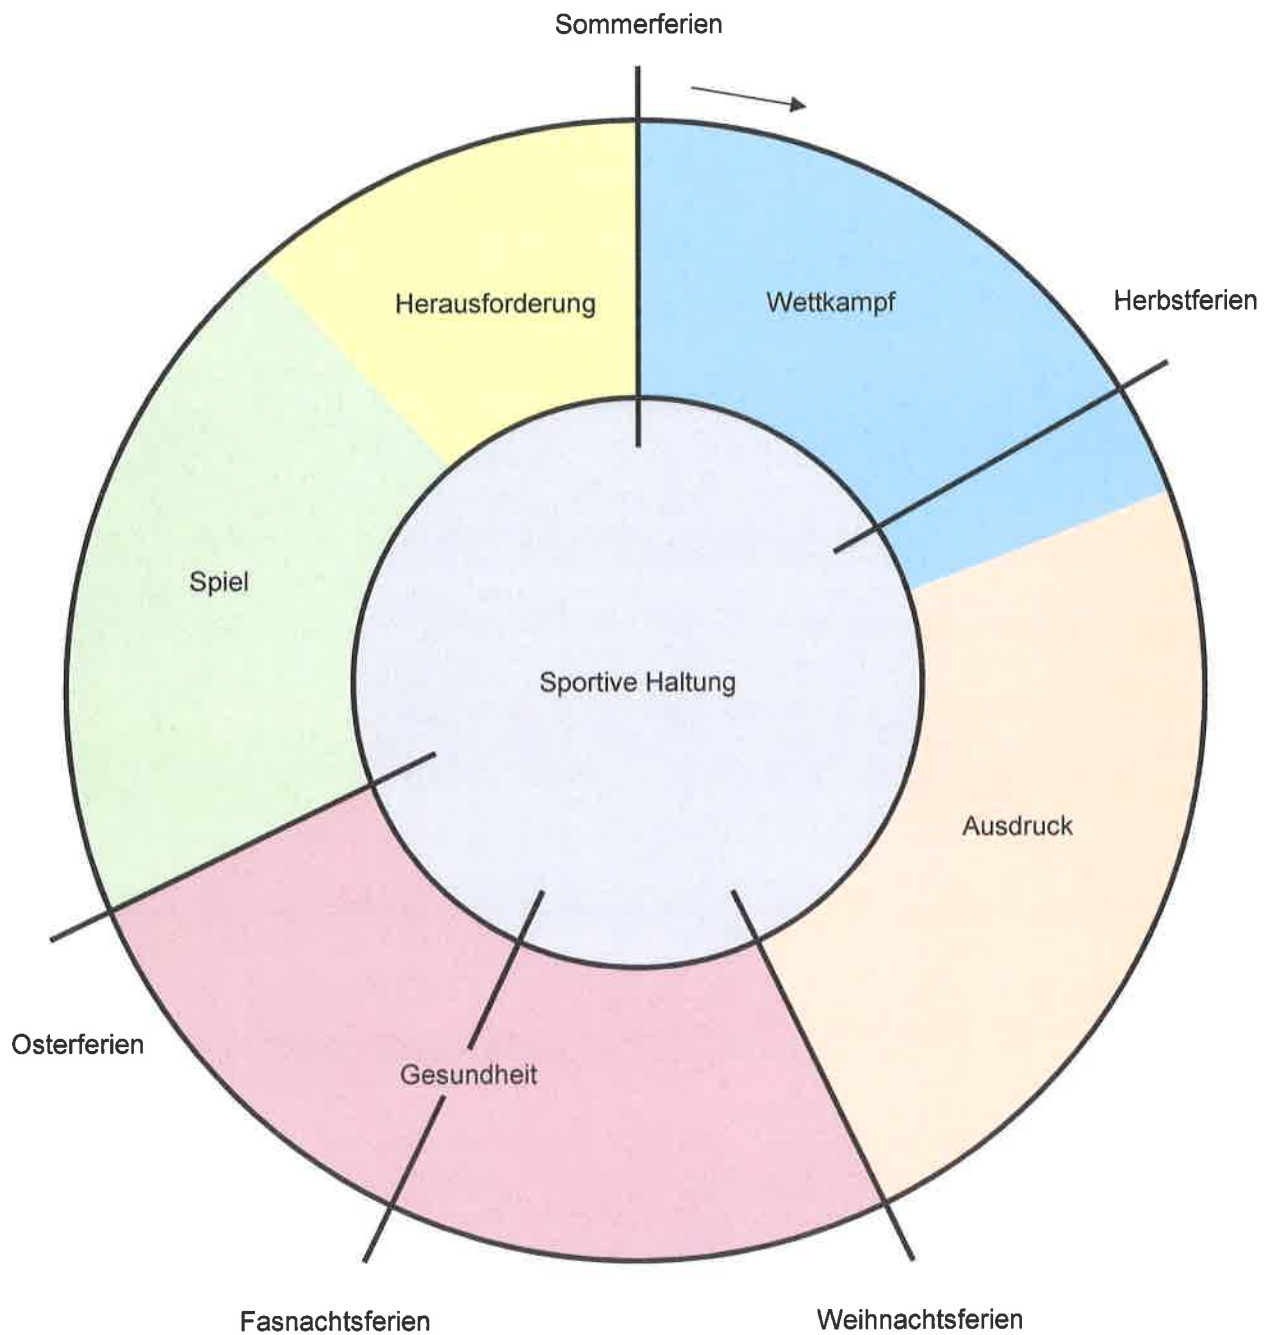 Sommerferien
Herausforderung
Wettkampf
Herbstferien
Spiel
Sportive Haltung
Ausdruck
Osterferien
Gesundheit
Fasnachtsferien
Weihnachtsferien